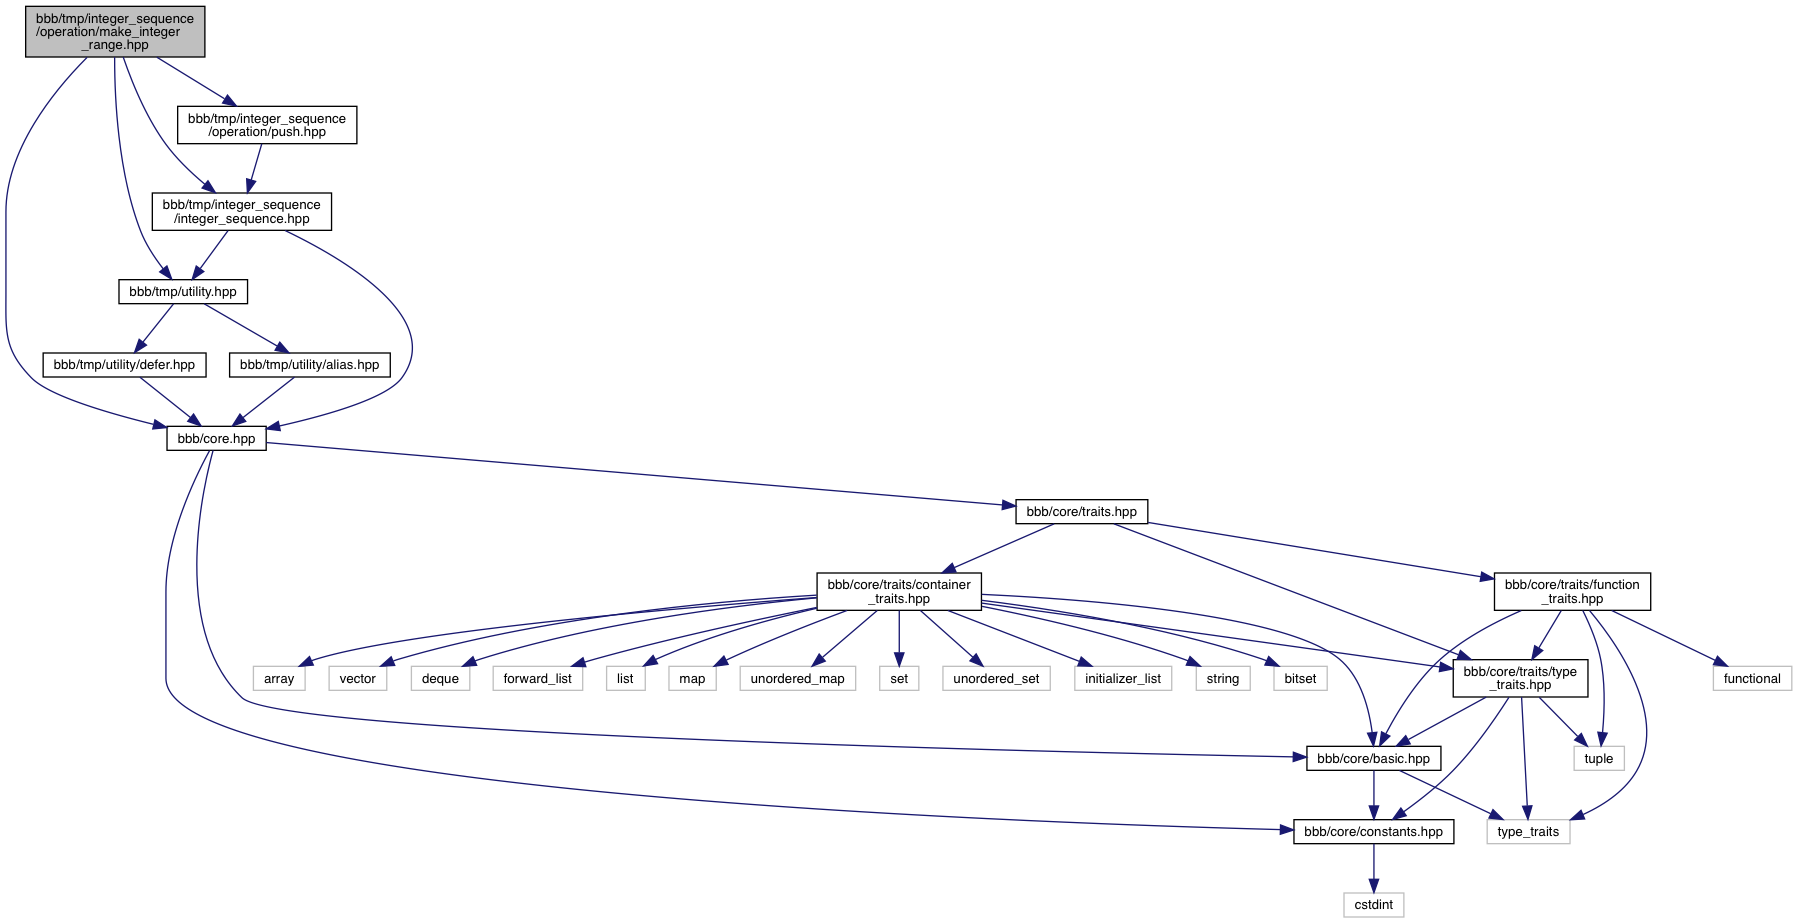 bbb/tmp/integer_sequence
/operation/make_integer
_range.hpp
bbb/tmp/integer_sequence
/operation/push.hpp
bbb/tmp/integer_sequence
/integer_sequence.hpp
bbb/tmp/utility.hpp
bbb/tmp/utility/defer.hpp
bbb/tmp/utility/alias.hpp
bbb/core.hpp
bbb/core/traits.hpp
bbb/core/traits/container
_traits.hpp
bbb/core/traits/function
_traits.hpp
array
vector
deque
forward_list
list
map
unordered_map
set
unordered_set
initializer_list
string
bitset
bbb/core/traits/type
_traits.hpp
functional
bbb/core/basic.hpp
tuple
bbb/core/constants.hpp
type_traits
cstdint